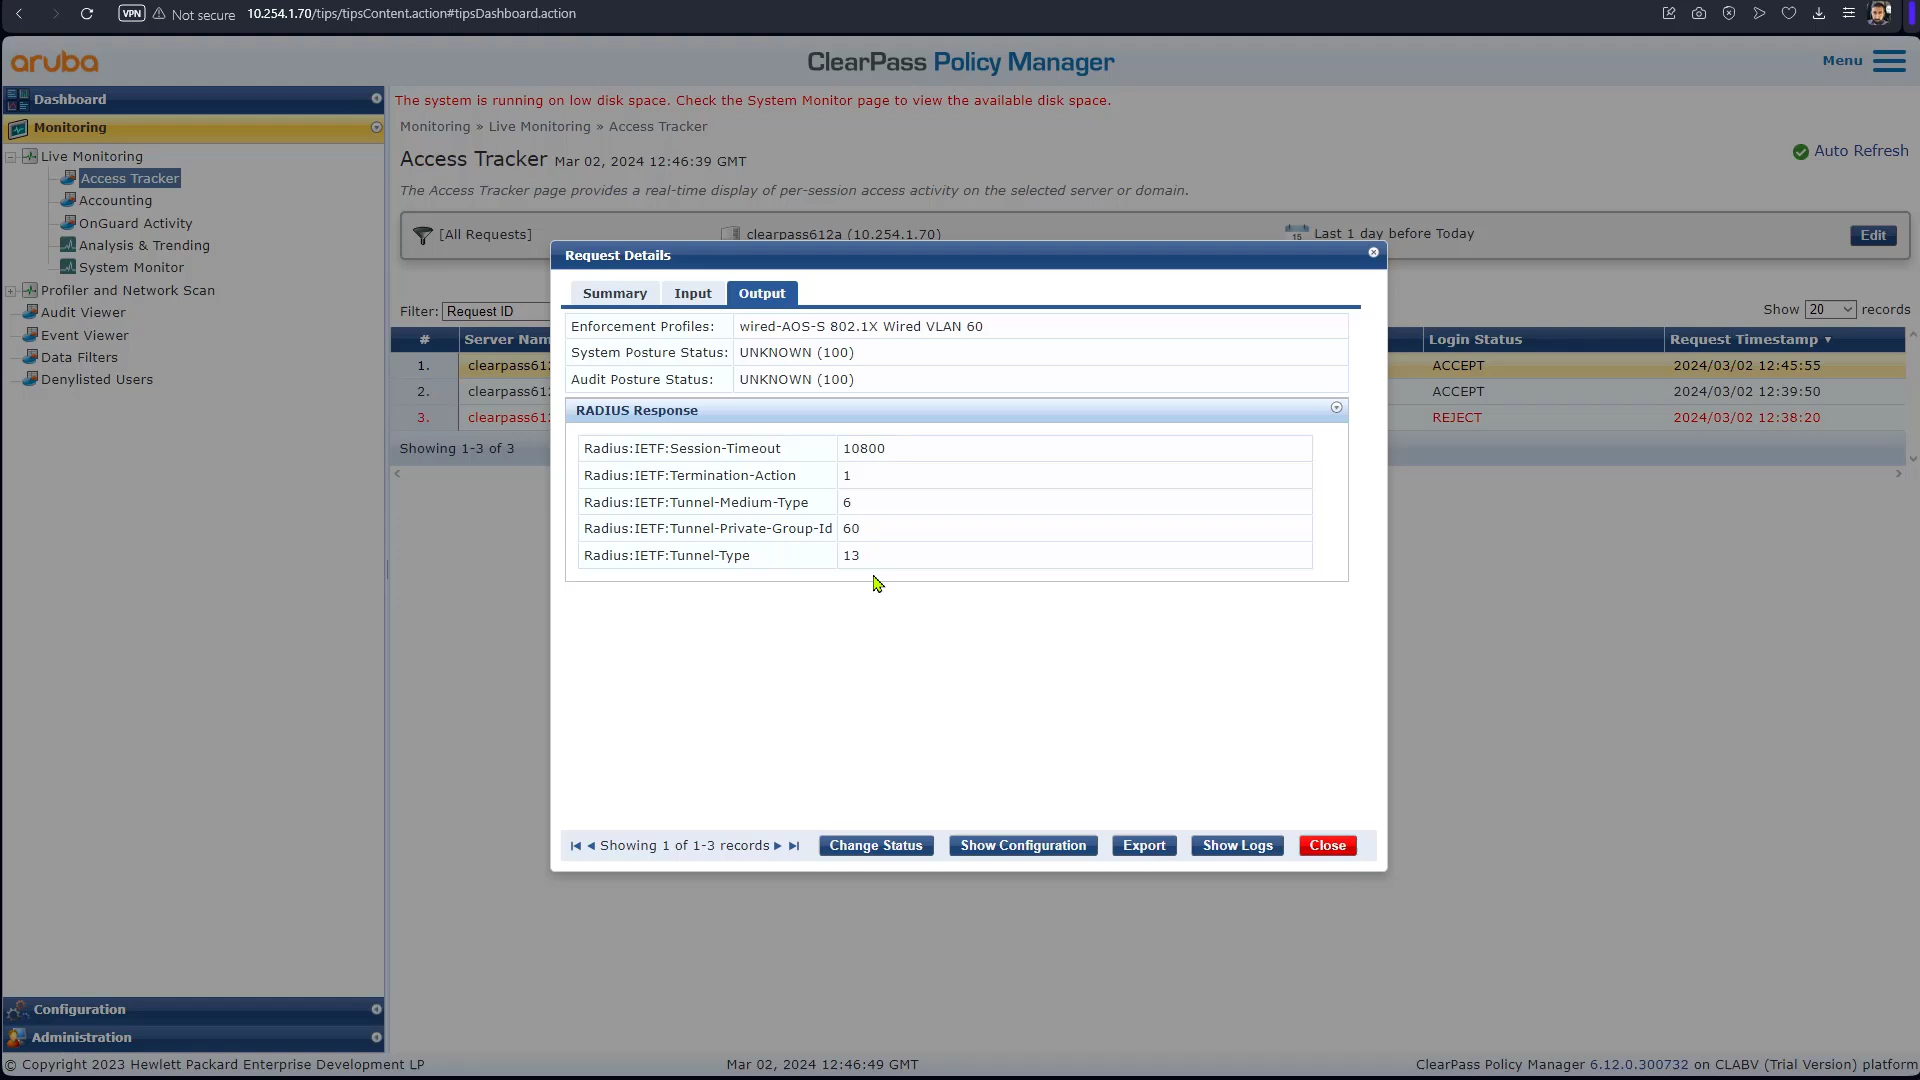 VPN Not secure 10.254.1.70/tips/tipsContent.action#tipsDashboard.action
aruba
ClearPass Policy Manager
Menu
Dashboard
Monitoring
Live Monitoring
Access Tracker
Accounting
OnGuard Activity
Analysis & Trending
System Monitor
Profiler and Network Scan
Audit Viewer
Event Viewer
Data Filters
Denylisted Users
Configuration
Administration
The system is running on low disk space. Check the System Monitor page to view the available disk space.
Monitoring » Live Monitoring » Access Tracker
Access Tracker Mar 02, 2024 12:46:39 GMT
Auto Refresh
The Access Tracker page provides a real-time display of per-session access activity on the selected server or domain.
[All Requests] clearpass612a (10.254.1.70) 15 Last 1 day before Today Edit
Filter: Request ID
Show 20 records
# Server Nam Login Status Request Timestamp ▼
1. clearpass61 ACCEPT 2024/03/02 12:45:55
2. clearpass61 ACCEPT 2024/03/02 12:39:50
3. clearpass61 REJECT 2024/03/02 12:38:20
Showing 1-3 of 3
Request Details
Summary Input Output
Enforcement Profiles: wired-AOS-S 802.1X Wired VLAN 60
System Posture Status: UNKNOWN (100)
Audit Posture Status: UNKNOWN (100)
RADIUS Response
Radius:IETF:Session-Timeout 10800
Radius:IETF:Termination-Action 1
Radius:IETF:Tunnel-Medium-Type 6
Radius:IETF:Tunnel-Private-Group-Id 60
Radius:IETF:Tunnel-Type 13
Showing 1 of 1-3 records Change Status Show Configuration Export Show Logs Close
© Copyright 2023 Hewlett Packard Enterprise Development LP Mar 02, 2024 12:46:49 GMT ClearPass Policy Manager 6.12.0.300732 on CLABV (Trial Version) platform